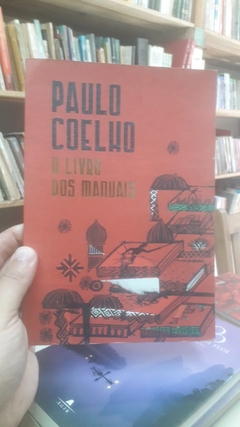 PAULO
COELHO
O LIVRO
DOS MANUAIS